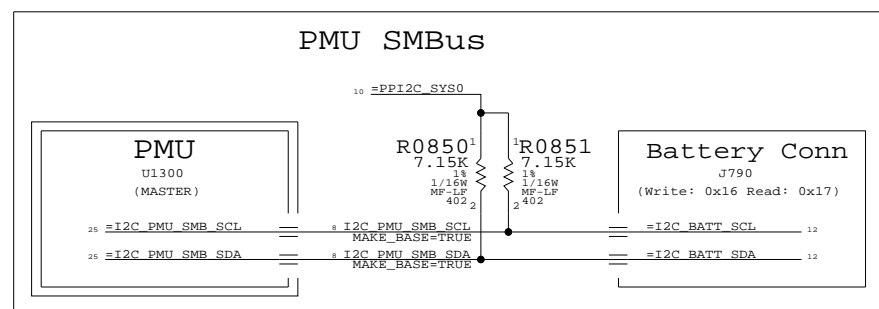 PMU SMBus
10 =PPI2C_SYS0
PMU
U1300
(MASTER)
R0850 1
7.15K
1%
1/16W
MF-LF
402 2
1 R0851
7.15K
1%
1/16W
MF-LF
2 402
Battery Conn
J790
(Write: 0x16 Read: 0x17)
25 =I2C_PMU_SMB_SCL
8 I2C_PMU_SMB_SCL
MAKE_BASE=TRUE
=I2C_BATT_SCL 12
25 =I2C_PMU_SMB_SDA
8 I2C_PMU_SMB_SDA
MAKE_BASE=TRUE
=I2C_BATT_SDA 12